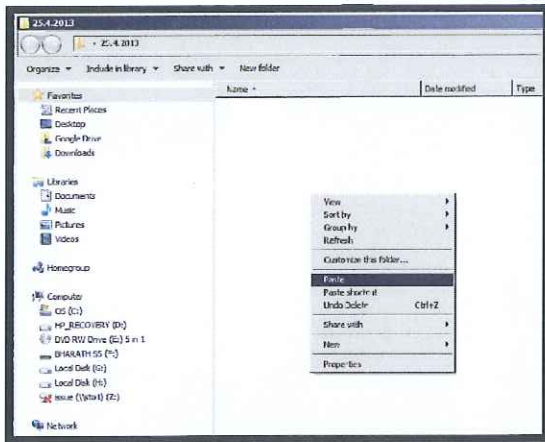 25.4.2013
25.4.2013
Organize Include in library Share with New folder
Name Date modified Type
Favorites
Recent Places
Desktop
Google Drive
Downloads
Libraries
Documents
Music
Pictures
Videos
Homegroup
Computer
OS (C:)
HP_RECOVERY (D:)
DVD RW Drive (E:) 5 in 1
BHARATH SS (F:)
Local Disk (G:)
Local Disk (H:)
issue (\\stat) (Z:)
Network
View
Sort by
Group by
Refresh
Customize this folder...
Paste
Paste shortcut
Undo Delete Ctrl+Z
Share with
New
Properties